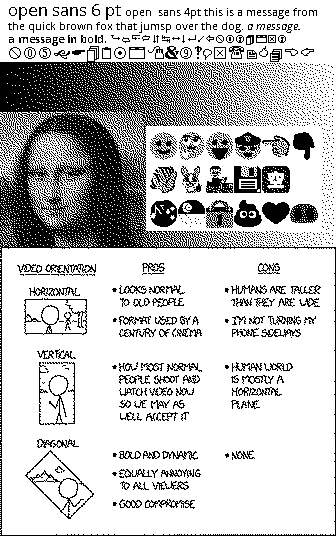 open sans 6 pt open sans 4pt this is a message from
the quick brown fox that jumsp over the dog. a message.
a message in bold.
VIDEO ORIENTATION PROS CONS
HORIZONTAL
• LOOKS NORMAL
TO OLD PEOPLE
• FORMAT USED BY A
CENTURY OF CINEMA
• HUMANS ARE TALLER
THAN THEY ARE WIDE
• I'M NOT TURNING MY
PHONE SIDEWAYS
VERTICAL
• HOW MOST NORMAL
PEOPLE SHOOT AND
WATCH VIDEO NOW
SO WE MAY AS
WELL ACCEPT IT
• HUMAN WORLD
IS MOSTLY A
HORIZONTAL
PLANE
DIAGONAL
• BOLD AND DYNAMIC
• EQUALLY ANNOYING
TO ALL VIEWERS
• GOOD COMPROMISE
• NONE